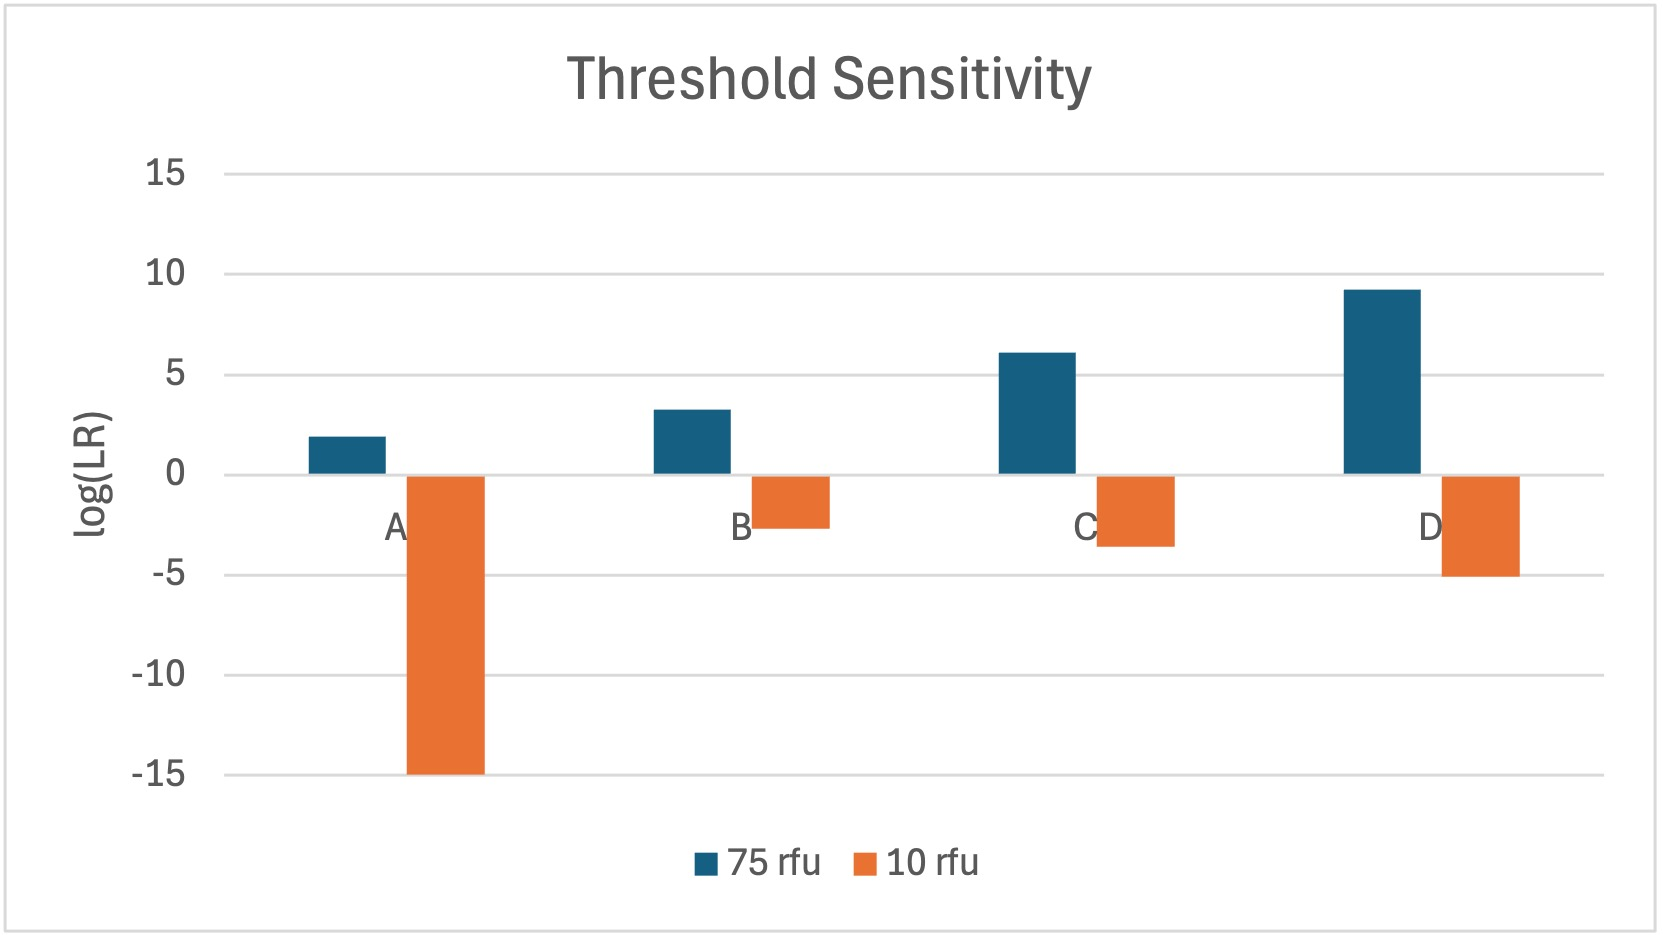 Threshold Sensitivity
15
10
5
0
-5
-10
-15
log(LR)
A
B
C
D
75 rfu
10 rfu